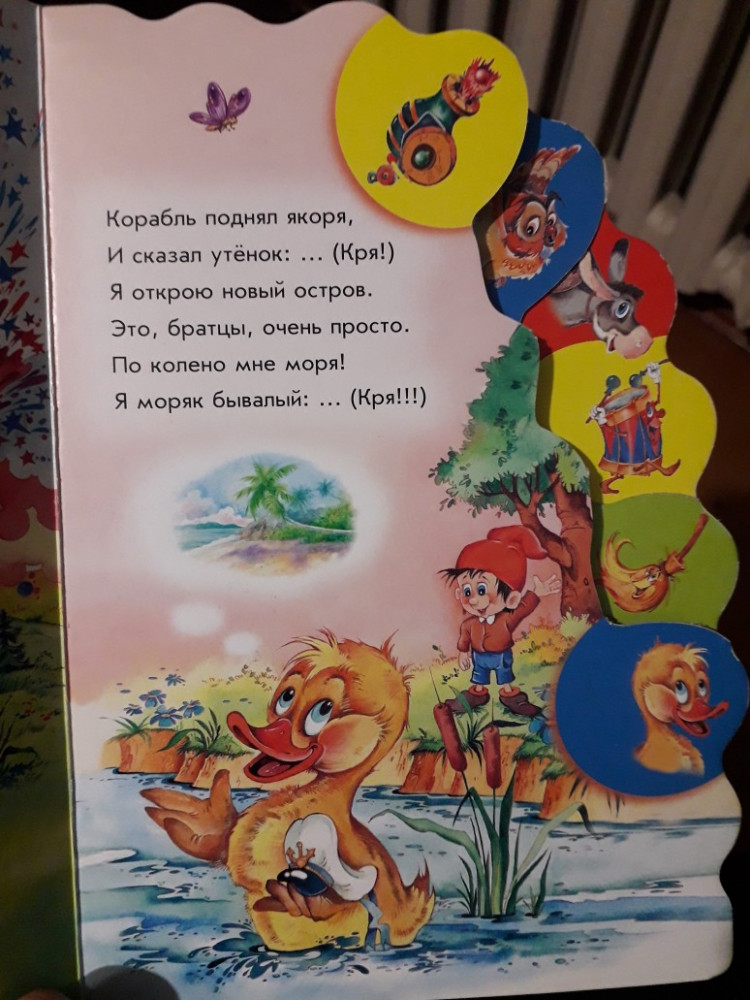 Корабль поднял якоря,
И сказал утёнок: ... (Кря!)
Я открою новый остров.
Это, братцы, очень просто.
По колено мне моря!
Я моряк бывалый: ... (Кря!!!)